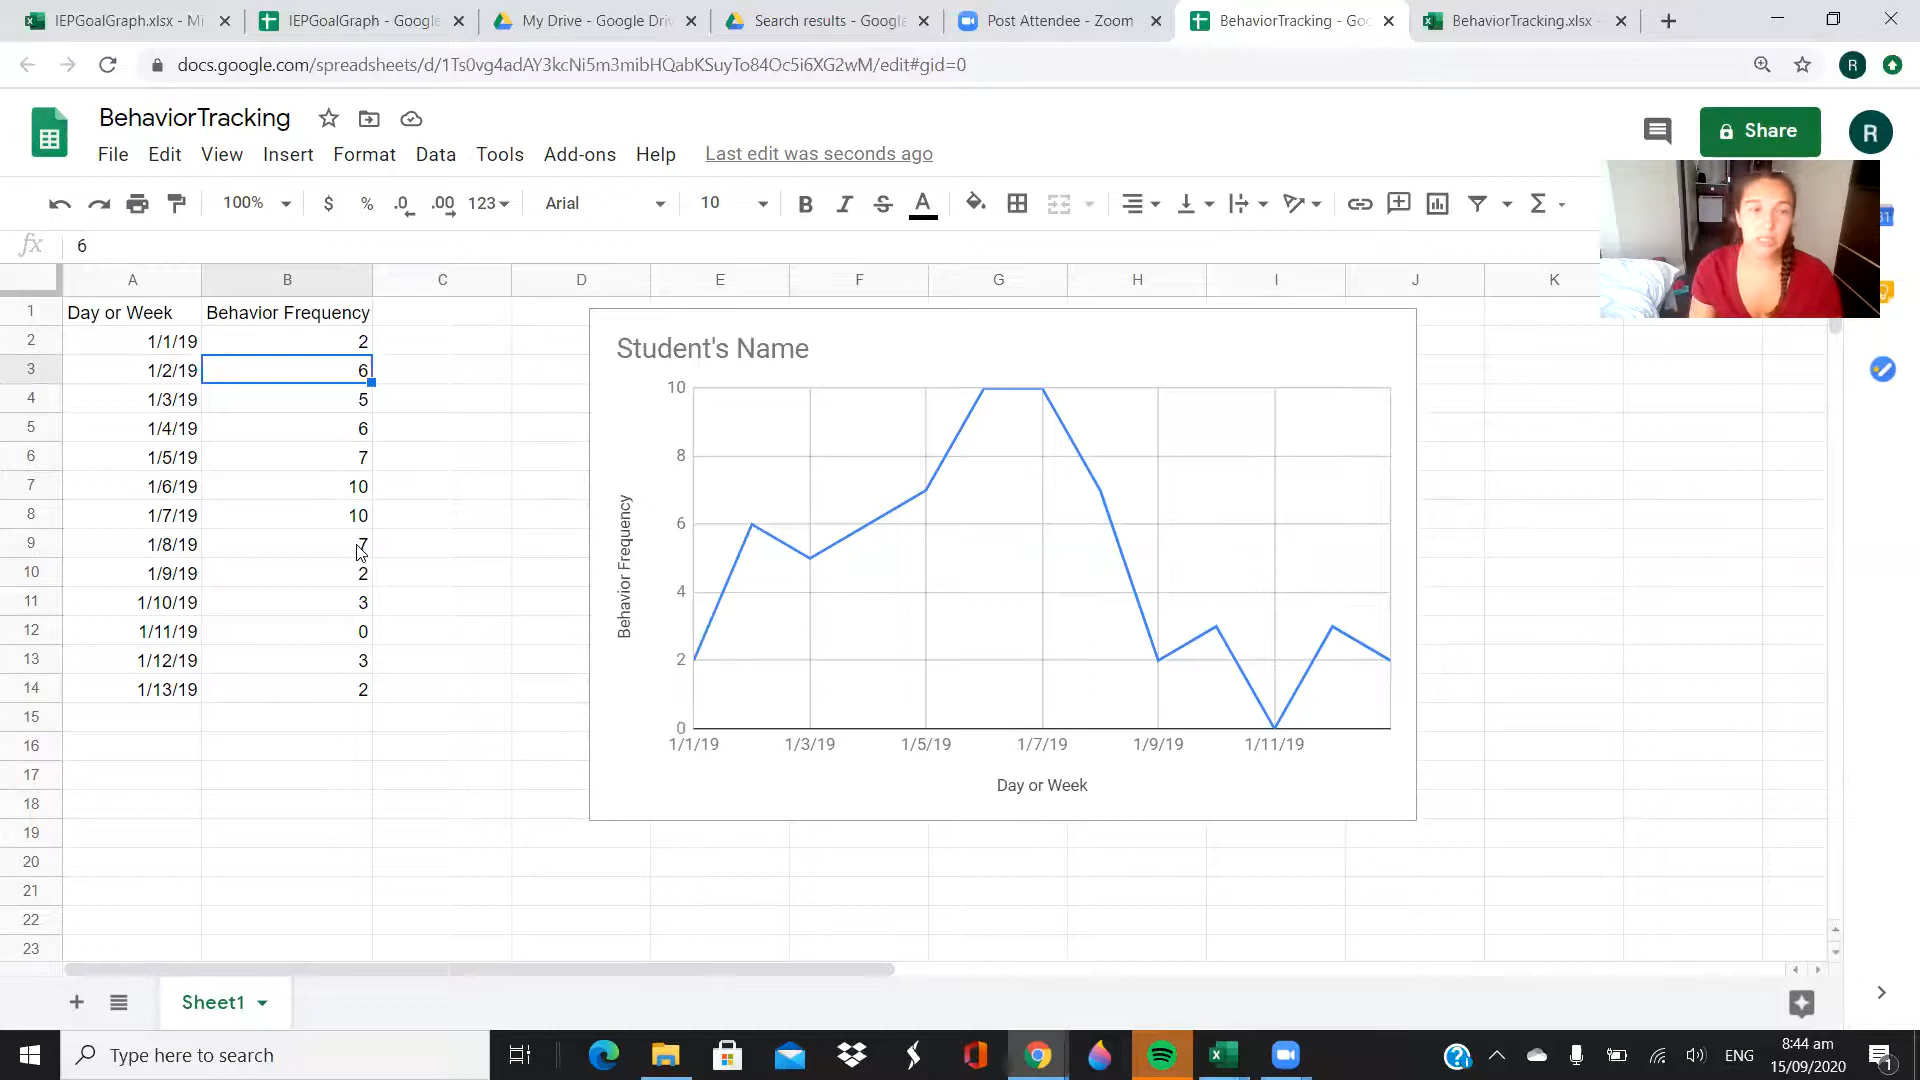 IEPGoalGraph.xlsx - Mi
IEPGoalGraph - Google
My Drive - Google Driv
Search results - Google
Post Attendee - Zoom
BehaviorTracking - Goo
BehaviorTracking.xlsx -
docs.google.com/spreadsheets/d/1Ts0vg4adAY3kcNi5m3mibHQabKSuyTo84Oc5i6XG2wM/edit#gid=0
R
BehaviorTracking
Share
R
File Edit View Insert Format Data Tools Add-ons Help Last edit was seconds ago
100% $ % .0 .00 123 Arial 10 B I S A Σ
31
fx 6
A B C D E F G H I J K
1 Day or Week Behavior Frequency
2 1/1/19 2
3 1/2/19 6
4 1/3/19 5
5 1/4/19 6
6 1/5/19 7
7 1/6/19 10
8 1/7/19 10
9 1/8/19 7
10 1/9/19 2
11 1/10/19 3
12 1/11/19 0
13 1/12/19 3
14 1/13/19 2
15
16
17
18
19
20
21
22
23
Student's Name
10
8
6
4
2
0
Behavior Frequency
1/1/19 1/3/19 1/5/19 1/7/19 1/9/19 1/11/19
Day or Week
Sheet1
Type here to search
ENG
8:44 am
15/09/2020
1